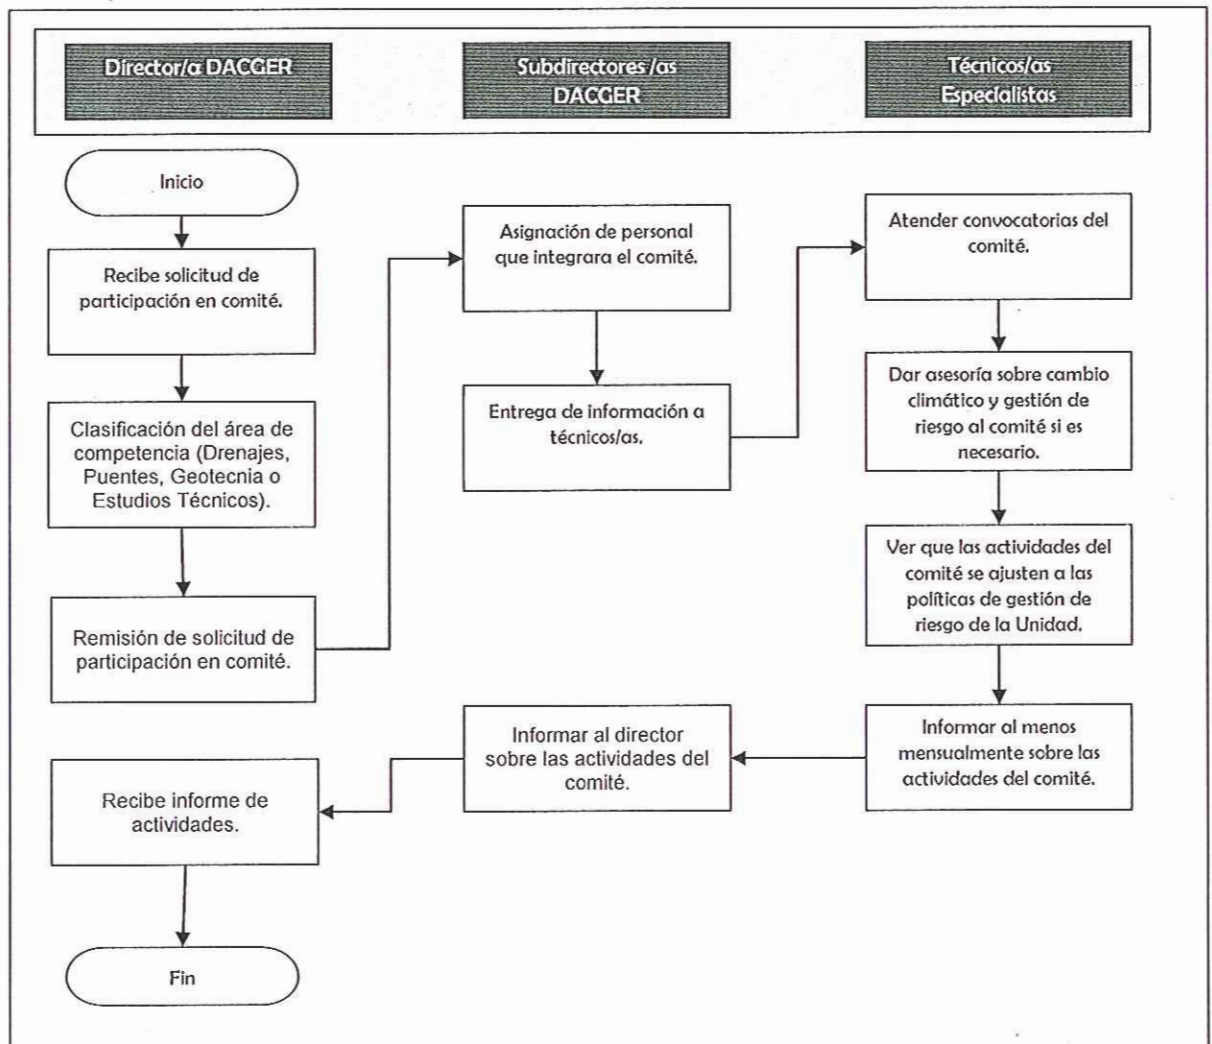 Director/a DACGER
Subdirectores/as
DACGER
Técnicos/as
Especialistas
Inicio
Recibe solicitud de
participación en comité.
Clasificación del área de
competencia (Drenajes,
Puentes, Geotecnia o
Estudios Técnicos).
Remisión de solicitud de
participación en comité.
Asignación de personal
que integrara el comité.
Entrega de información a
técnicos/as.
Atender convocatorias del
comité.
Dar asesoría sobre cambio
climático y gestión de
riesgo al comité si es
necesario.
Ver que las actividades del
comité se ajusten a las
políticas de gestión de
riesgo de la Unidad.
Informar al menos
mensualmente sobre las
actividades del comité.
Informar al director
sobre las actividades del
comité.
Recibe informe de
actividades.
Fin